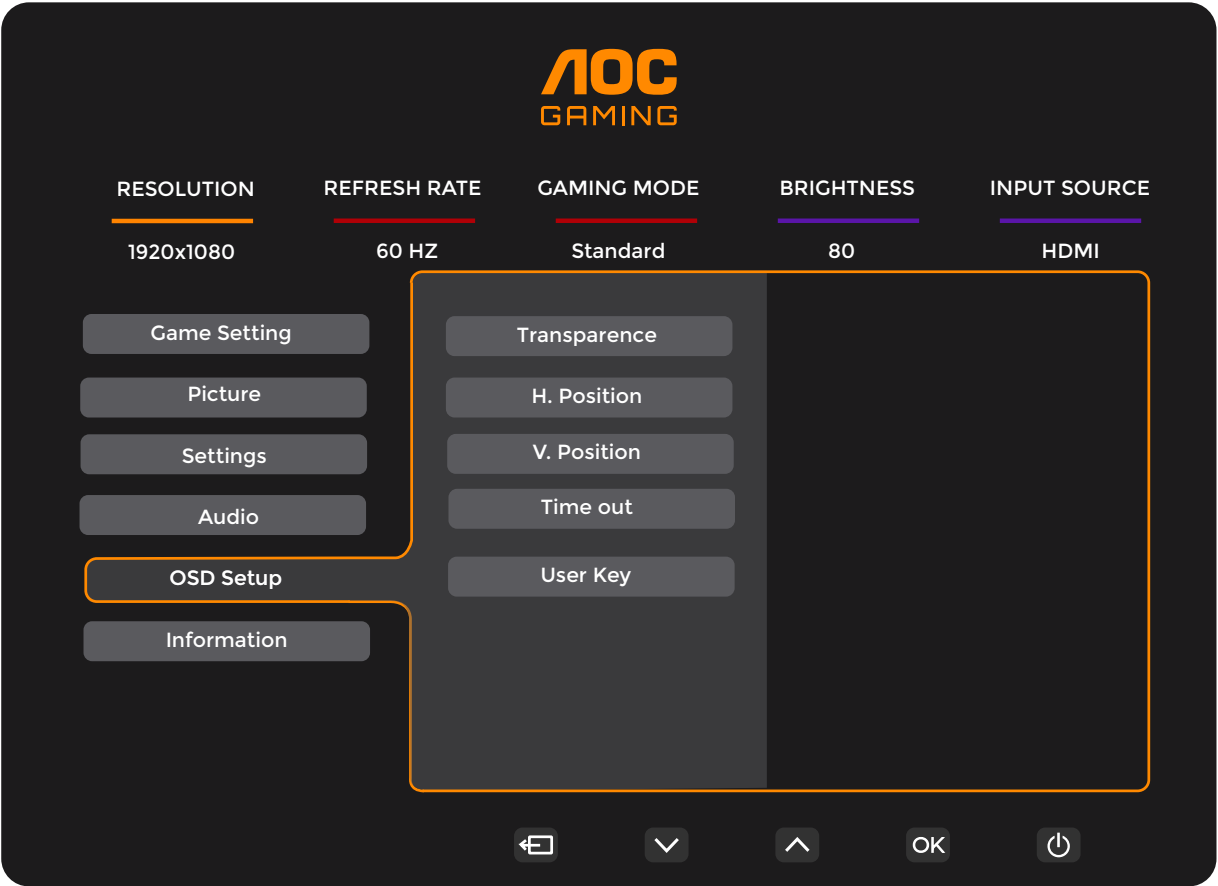 AOC
GAMING
RESOLUTION REFRESH RATE GAMING MODE BRIGHTNESS INPUT SOURCE
1920x1080 60 HZ Standard 80 HDMI
Game Setting
Picture
Settings
Audio
OSD Setup
Information
Transparence
H. Position
V. Position
Time out
User Key
OK